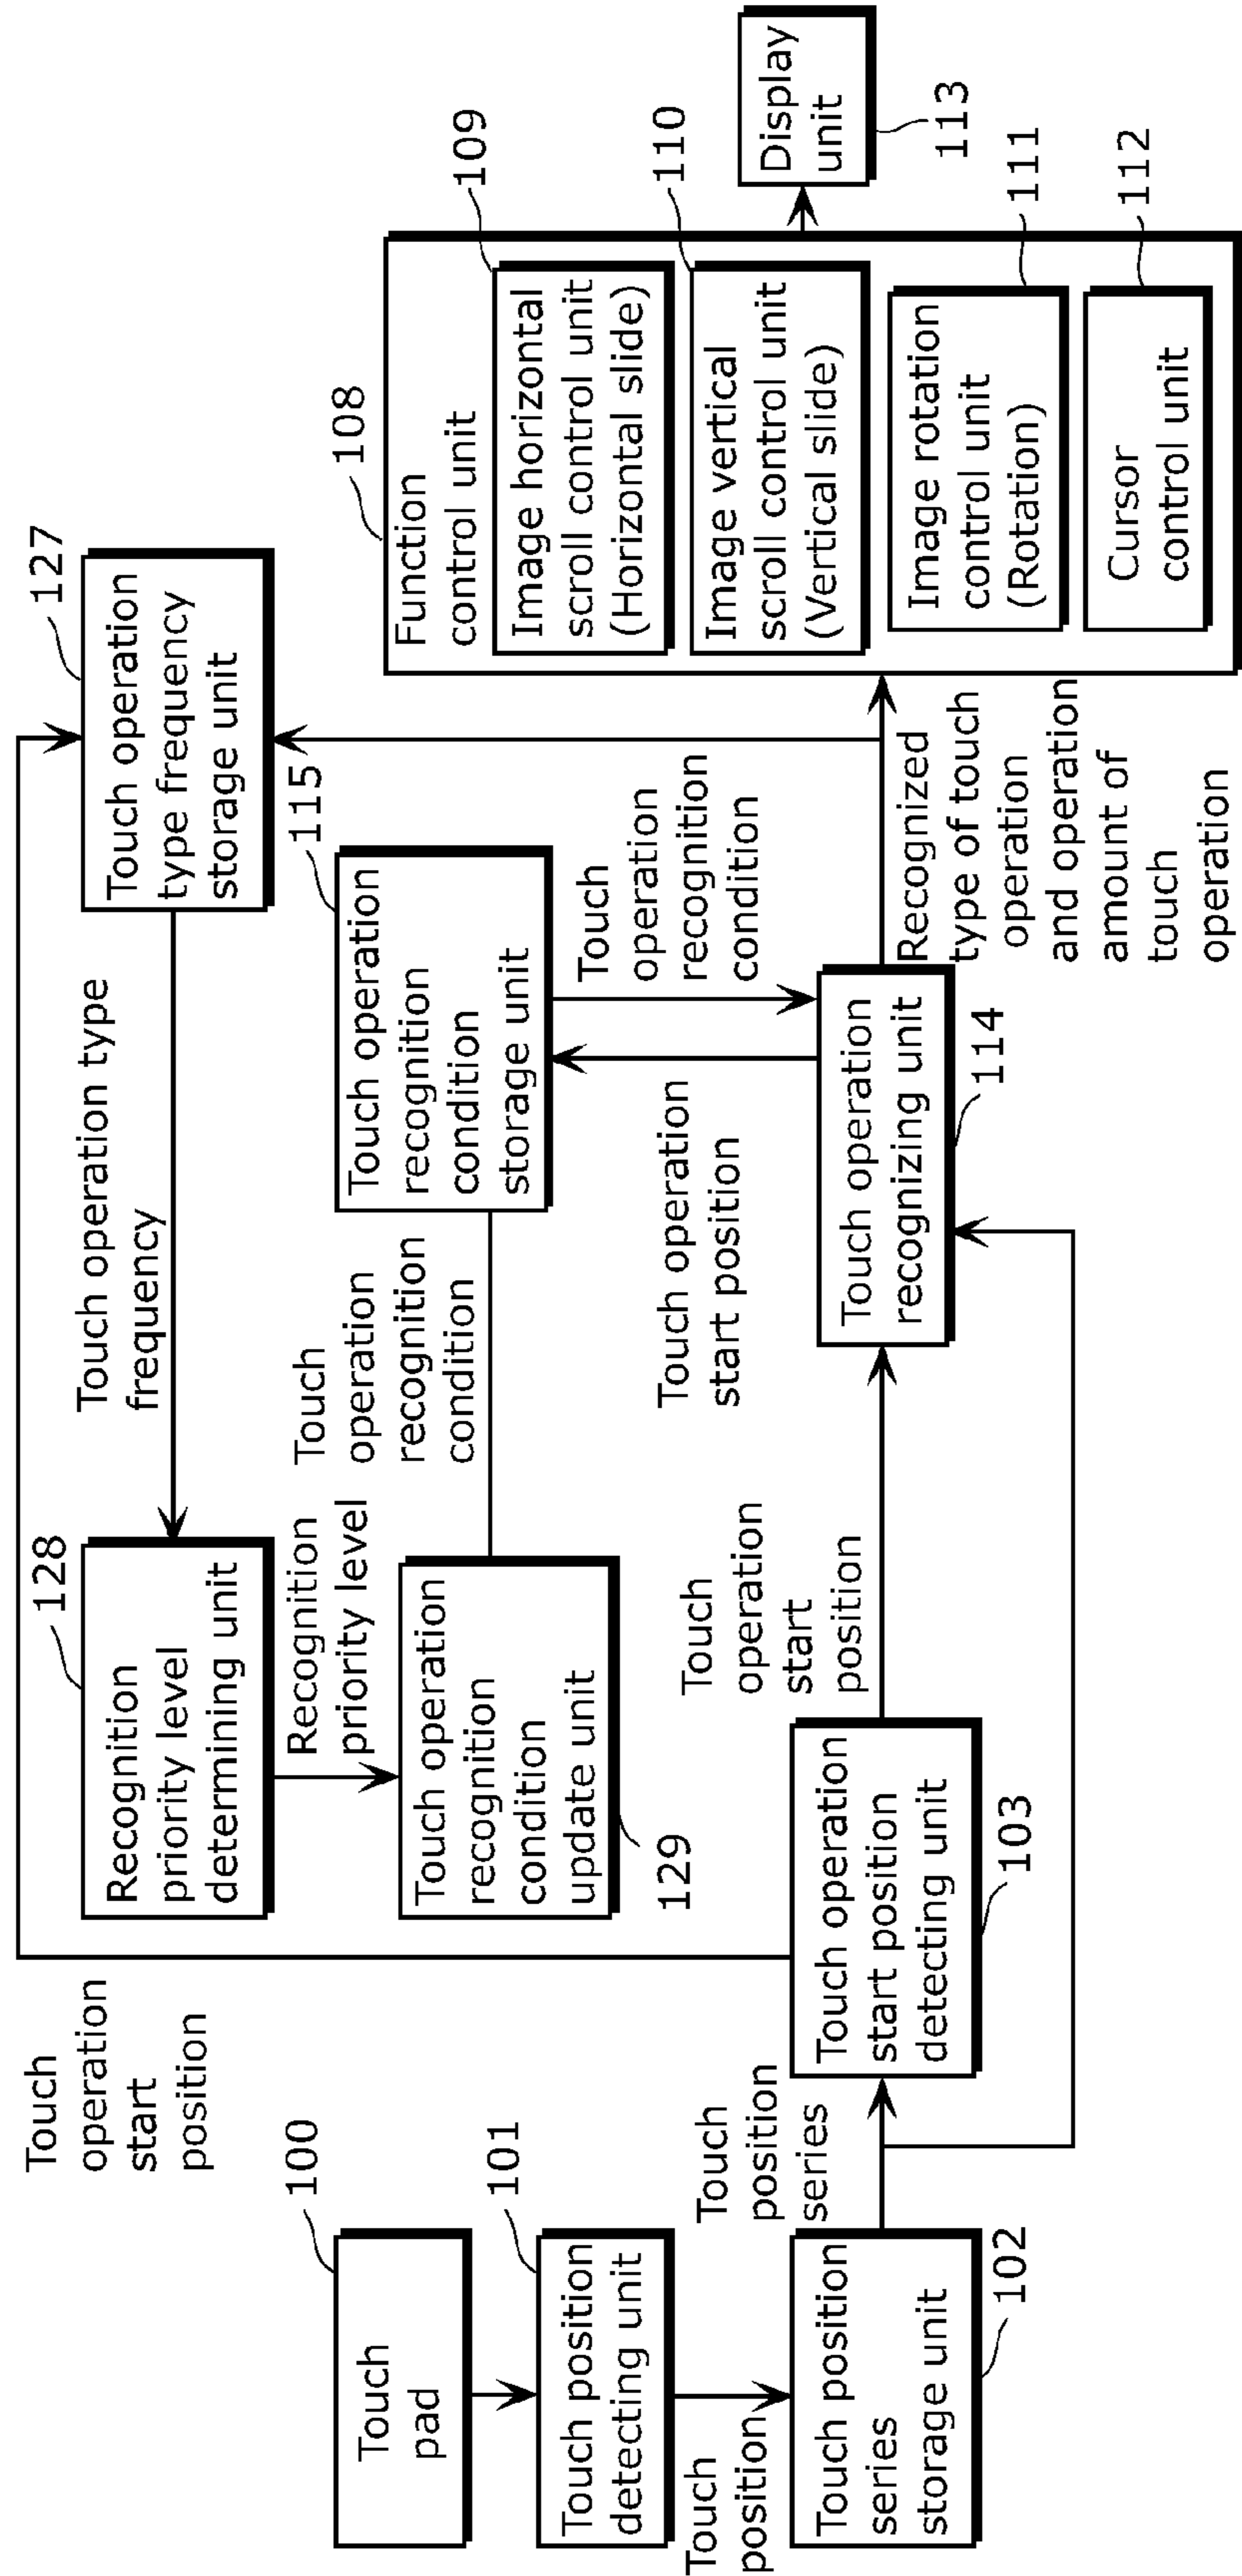 Touch
operation
start
position
128
Recognition
priority level
determining unit
Touch operation type
frequency
127
Touch operation
type frequency
storage unit
Recognition
priority level
Touch operation
recognition
condition
update unit
129
Touch
operation
recognition
condition
115
Touch operation
recognition
condition
storage unit
100
Touch
pad
101
Touch position
detecting unit
Touch
position
Touch position
series
storage unit
102
Touch
position
series
Touch operation
start position
detecting unit
103
Touch
operation
start
position
Touch operation
start position
Touch
operation
recognition
condition
Touch operation
recognizing unit
114
Recognized
type of touch
operation
and operation
amount of
touch
operation
108
Function
control unit
109
Image horizontal
scroll control unit
(Horizontal slide)
110
Image vertical
scroll control unit
(Vertical slide)
111
Image rotation
control unit
(Rotation)
112
Cursor
control unit
Display
unit
113